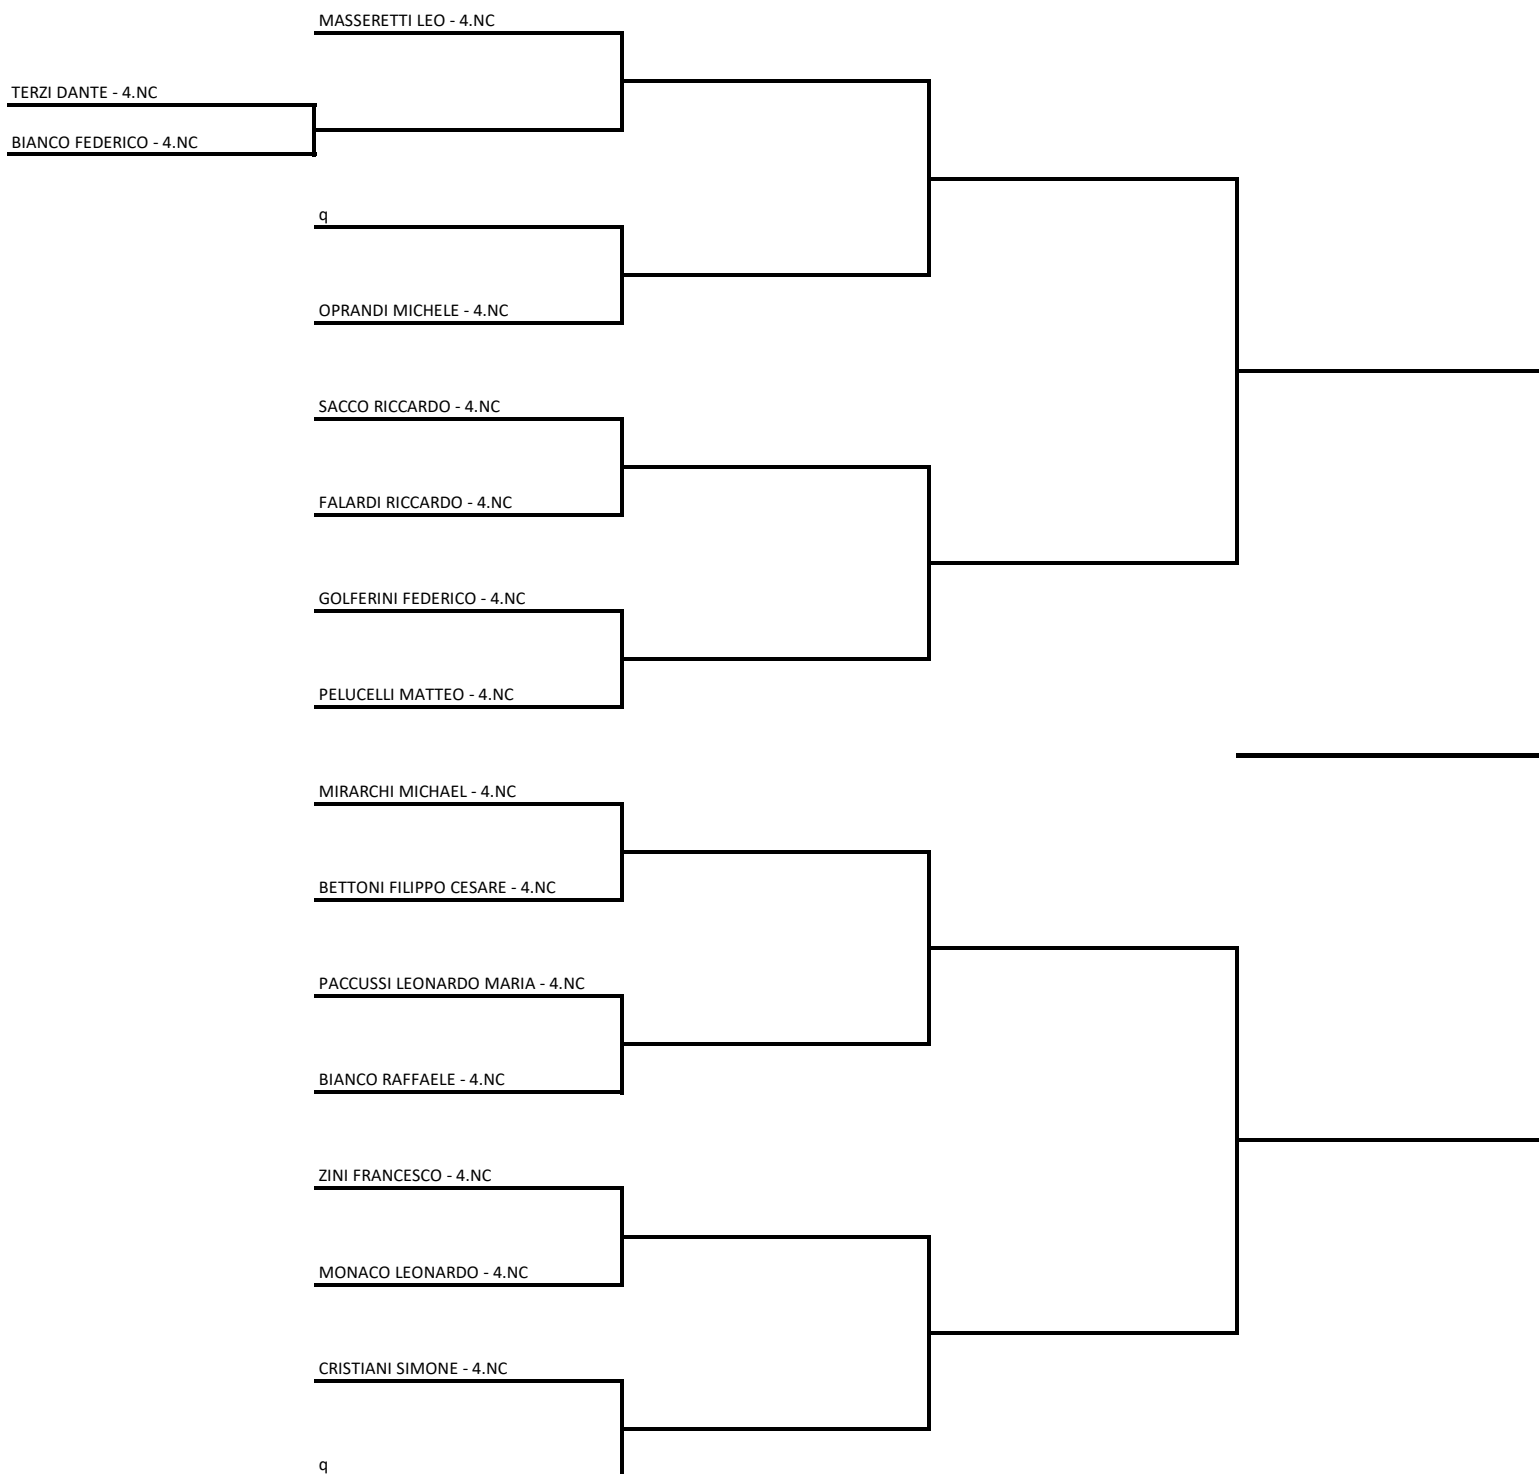 MASSERETTI LEO - 4.NC
TERZI DANTE - 4.NC
BIANCO FEDERICO - 4.NC
q
OPRANDI MICHELE - 4.NC
SACCO RICCARDO - 4.NC
FALARDI RICCARDO - 4.NC
GOLFERINI FEDERICO - 4.NC
PELUCELLI MATTEO - 4.NC
MIRARCHI MICHAEL - 4.NC
BETTONI FILIPPO CESARE - 4.NC
PACCUSSI LEONARDO MARIA - 4.NC
BIANCO RAFFAELE - 4.NC
ZINI FRANCESCO - 4.NC
MONACO LEONARDO - 4.NC
CRISTIANI SIMONE - 4.NC
q